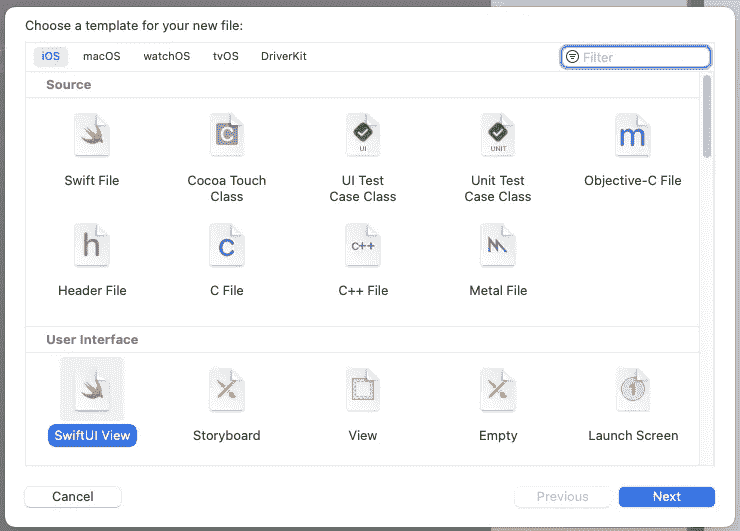 Choose a template for your new file:
iOS macOS watchOS tvOS DriverKit Filter
Source
C UI UNIT m
Swift File Cocoa Touch Class UI Test Case Class Unit Test Case Class Objective-C File
h C C++
Header File C File C++ File Metal File
User Interface
1
SwiftUI View Storyboard View Empty Launch Screen
Cancel Previous Next